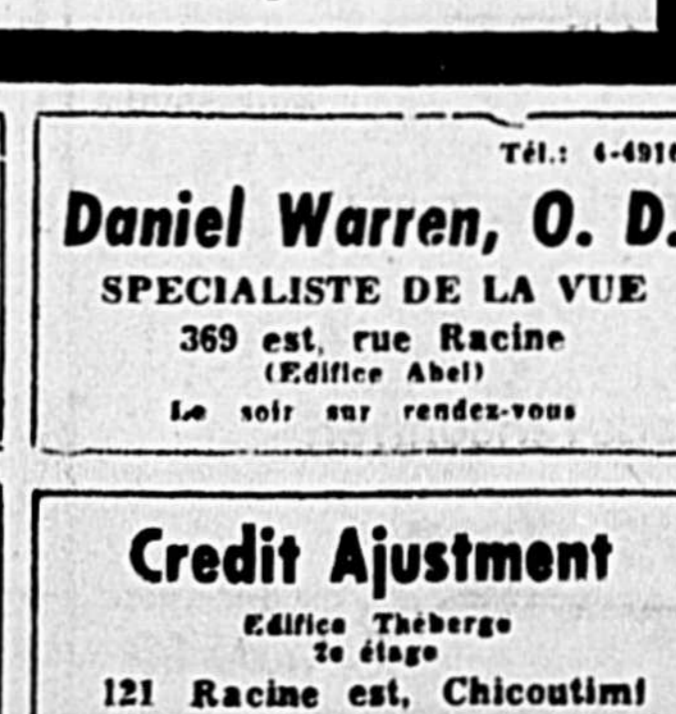 Tél.: 4-4916
Daniel Warren, O. D.
SPECIALISTE DE LA VUE
369 est, rue Racine
(Edifice Abel)
Le soir sur rendez-vous
Credit Ajustment
Edifice Théberge
2e étage
121 Racine est, Chicoutimi